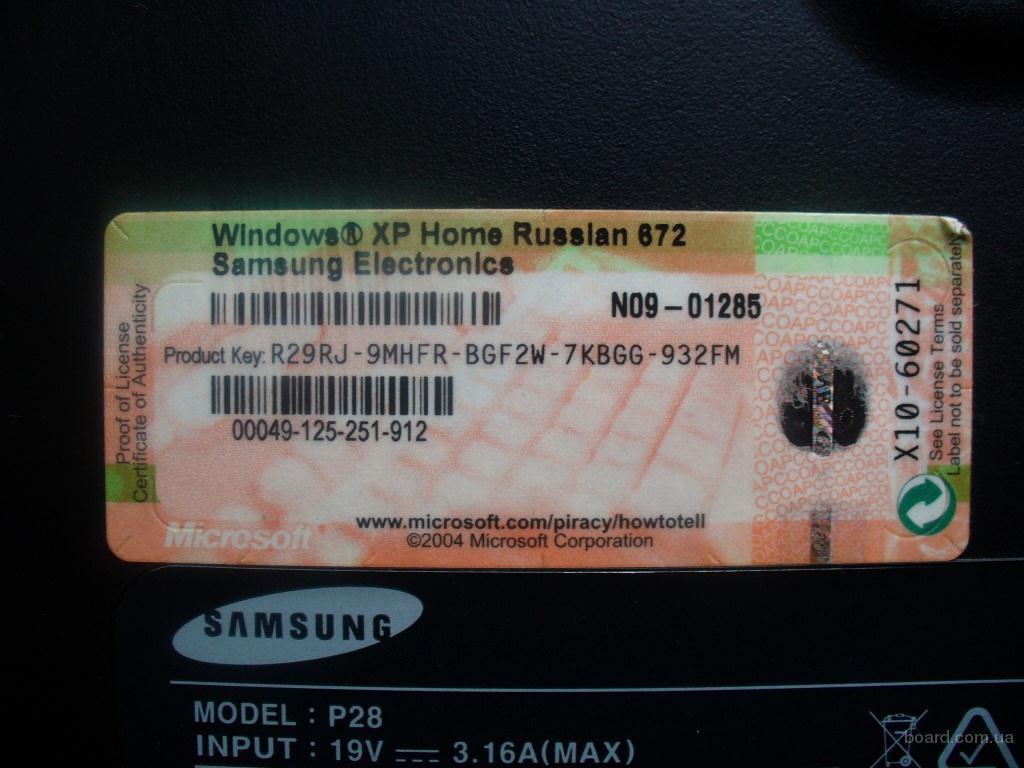 Windows® XP Home Russian 672
Samsung Electronics
N09-01285
Product Key: R29RJ-9MHFR-BGF2W-7KBGG-932FM
00049-125-251-912
www.microsoft.com/piracy/howtotell
©2004 Microsoft Corporation
Microsoft
Proof of License
Certificate of Authenticity
COAPCCOAPCCOAPC
X10-60271
See License Terms
Label not to be sold separately
SAMSUNG
MODEL : P28
INPUT : 19V 3.16A(MAX)
board.com.ua